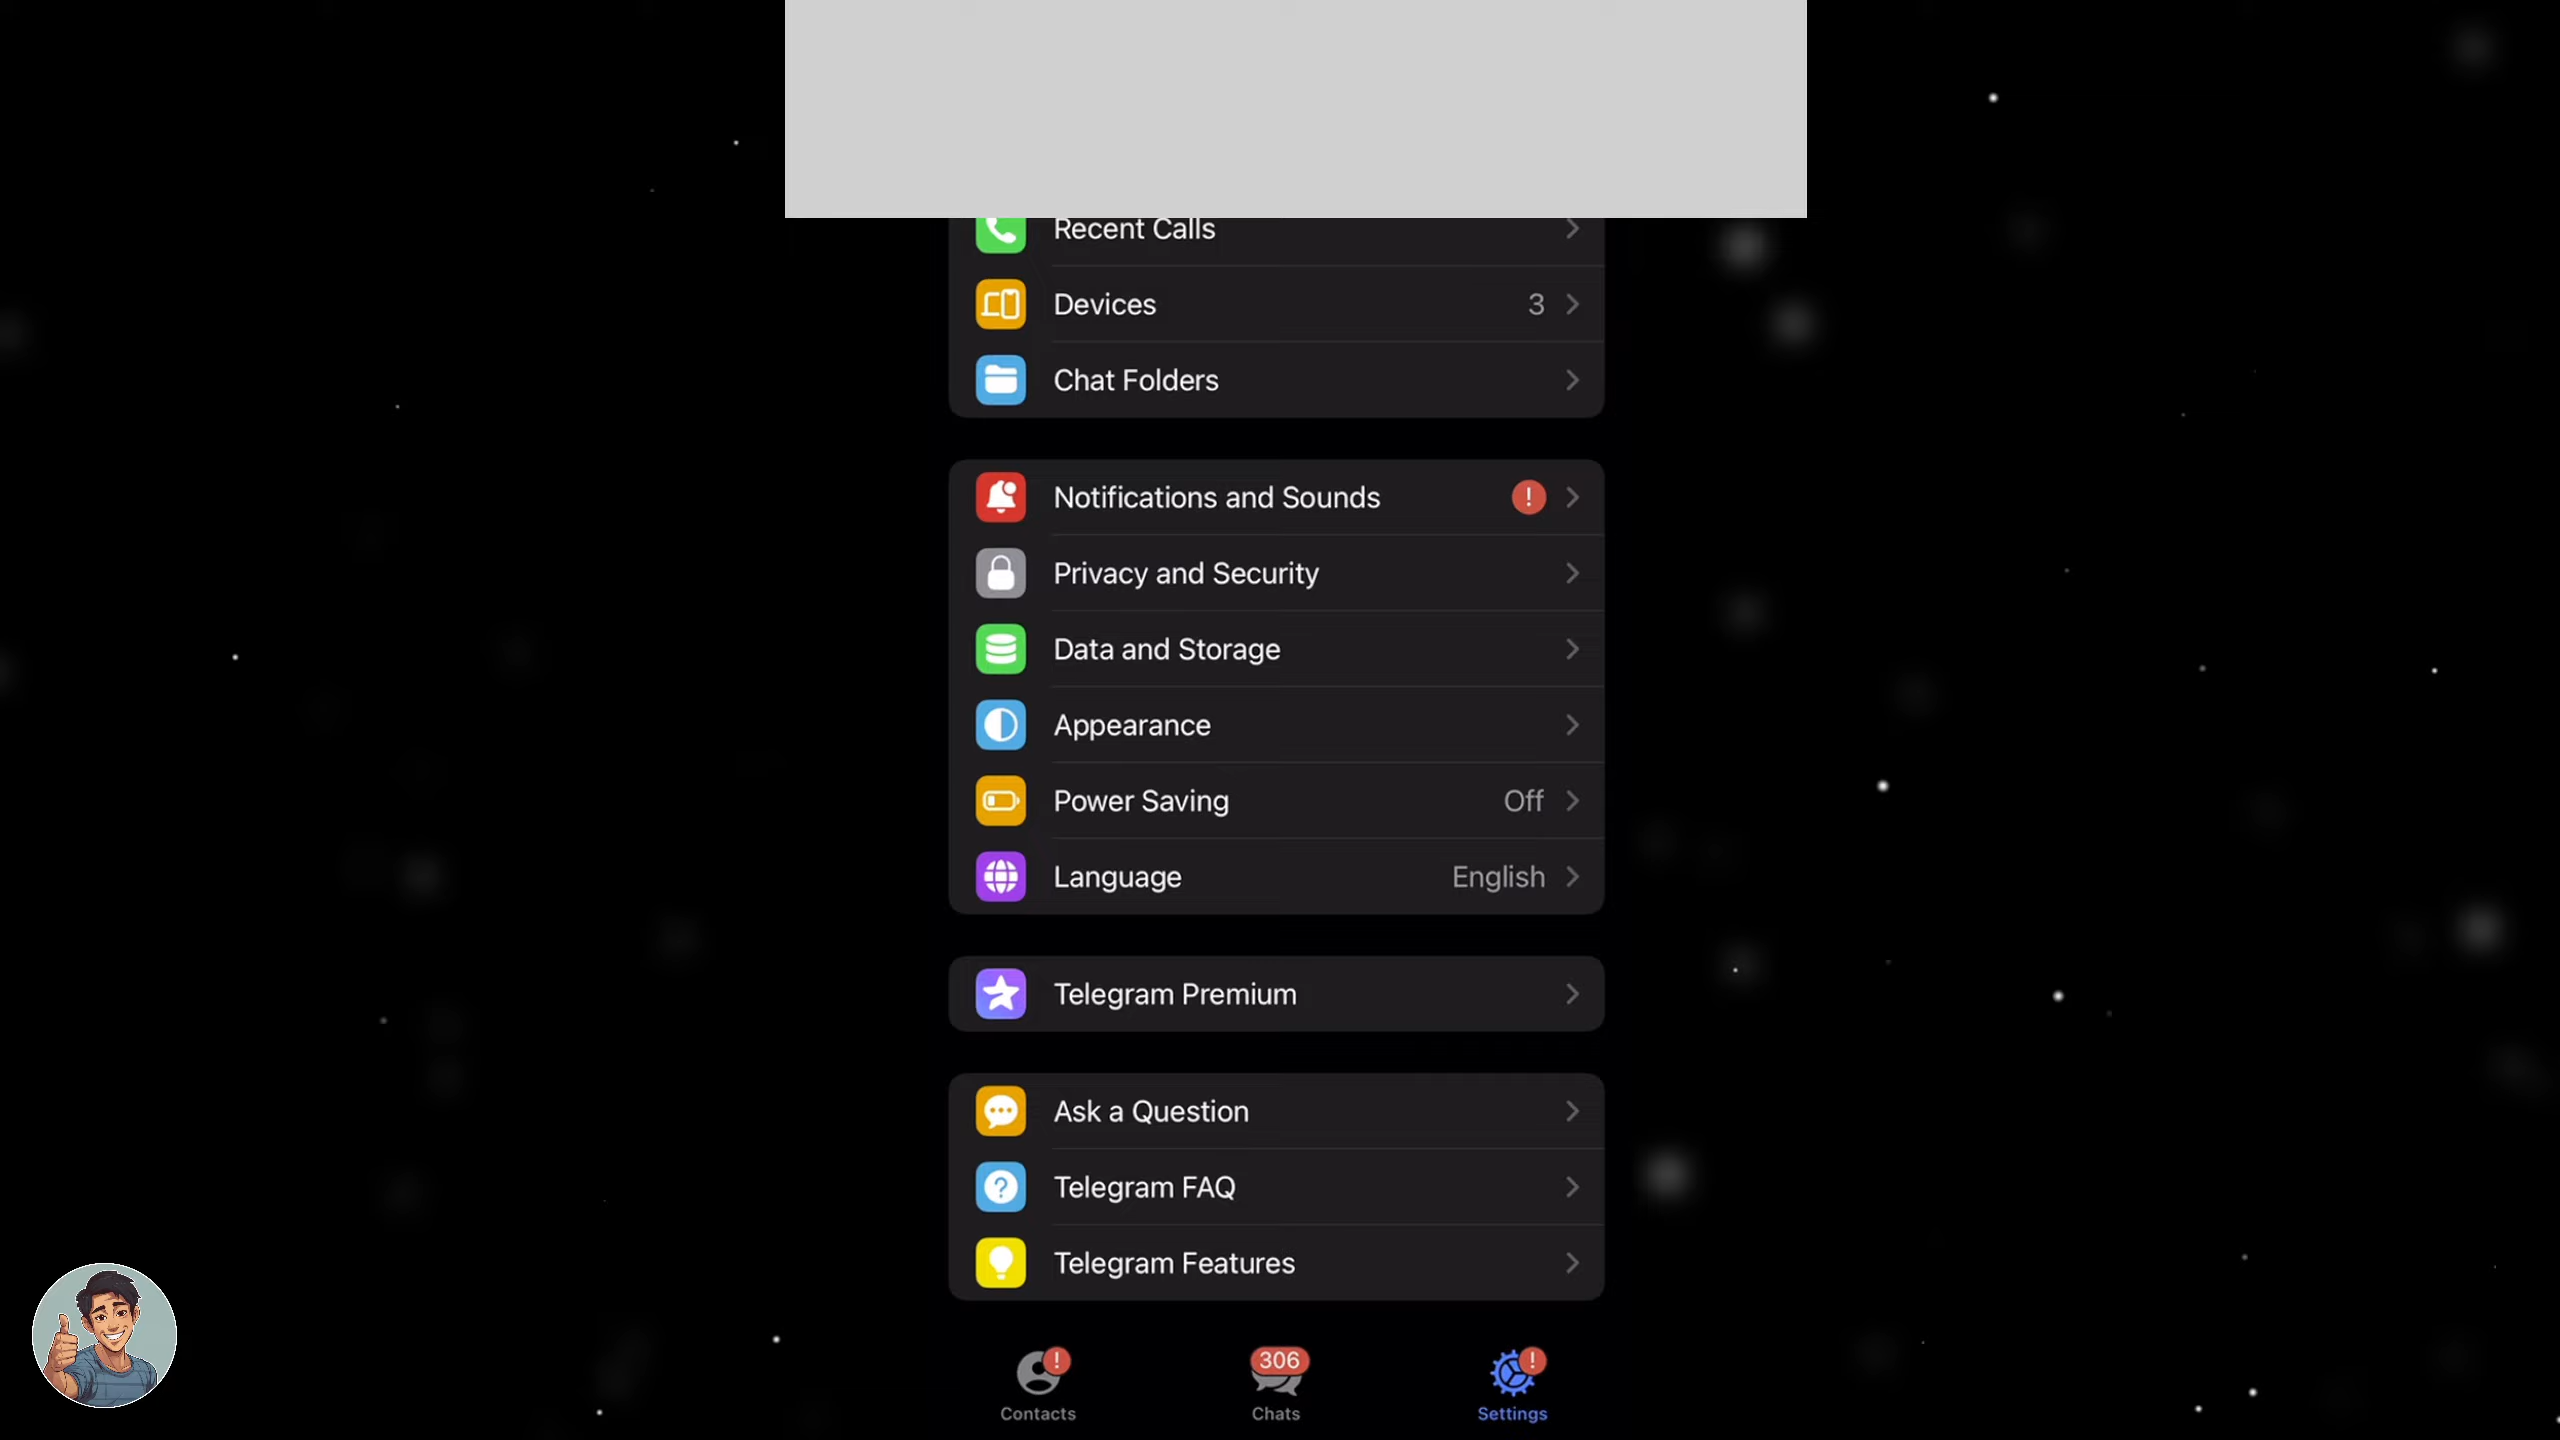 Recent Calls
Devices 3
Chat Folders
Notifications and Sounds !
Privacy and Security
Data and Storage
Appearance
Power Saving Off
Language English
Telegram Premium
Ask a Question
? Telegram FAQ
Telegram Features
! 306 !
Contacts Chats Settings